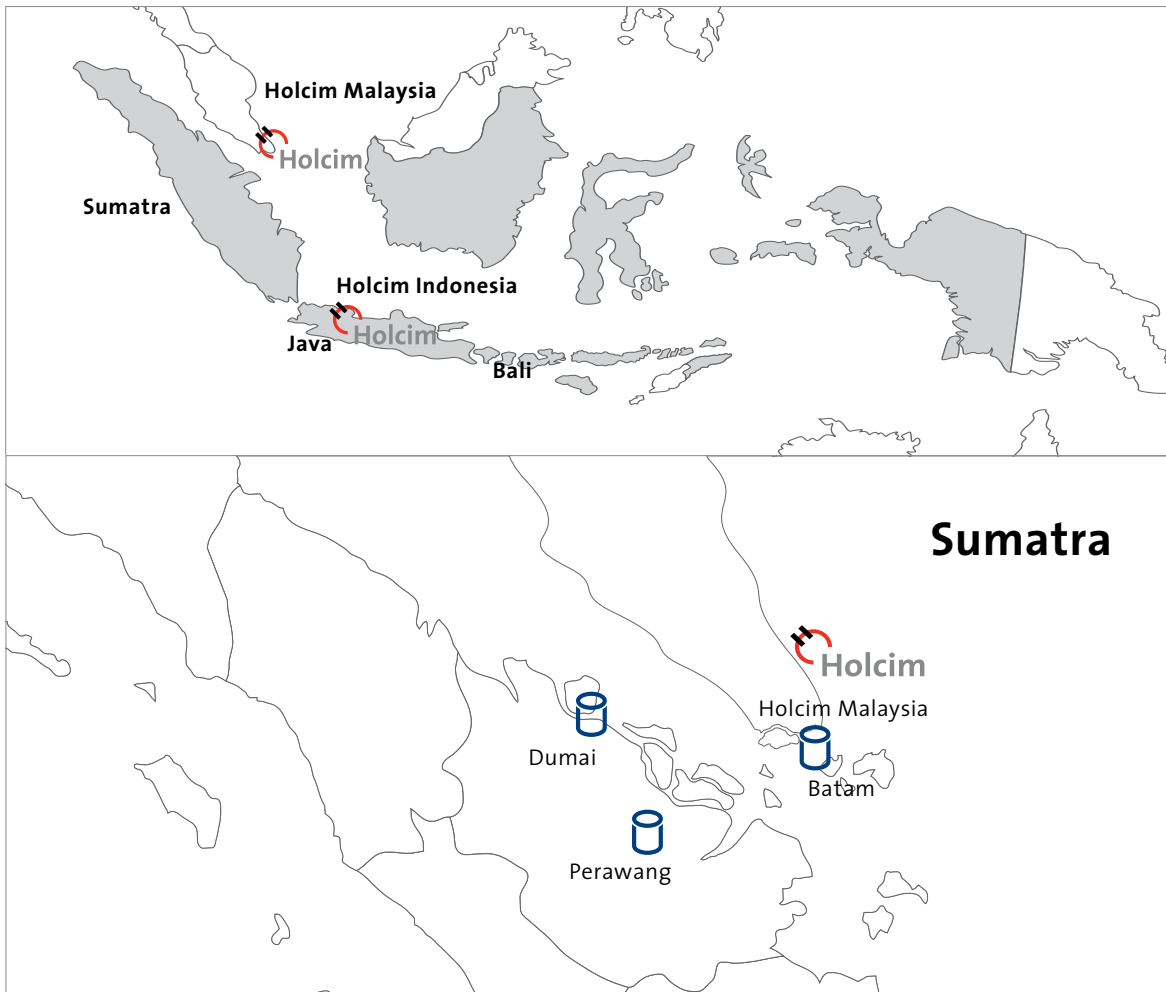 Holcim Malaysia
Holcim
Sumatra
Holcim Indonesia
Holcim
Java
Bali
Sumatra
Holcim
Holcim Malaysia
Dumai
Batam
Perawang